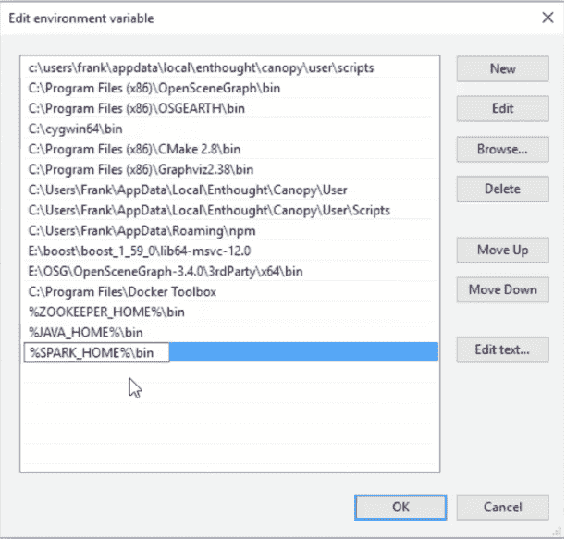 Edit environment variable
c:\users\frank\appdata\local\enthought\canopy\user\scripts
C:\Program Files (x86)\OpenSceneGraph\bin
C:\Program Files (x86)\OSGEARTH\bin
C:\cygwin64\bin
C:\Program Files (x86)\CMake 2.8\bin
C:\Program Files (x86)\Graphviz2.38\bin
C:\Users\Frank\AppData\Local\Enthought\Canopy\User
C:\Users\Frank\AppData\Local\Enthought\Canopy\User\Scripts
C:\Users\Frank\AppData\Roaming\npm
E:\boost\boost_1_59_0\lib64-msvc-12.0
E:\OSG\OpenSceneGraph-3.4.0\3rdParty\x64\bin
C:\Program Files\Docker Toolbox
%ZOOKEEPER_HOME%\bin
%JAVA_HOME%\bin
%SPARK_HOME%\bin
New
Edit
Browse...
Delete
Move Up
Move Down
Edit text...
OK
Cancel